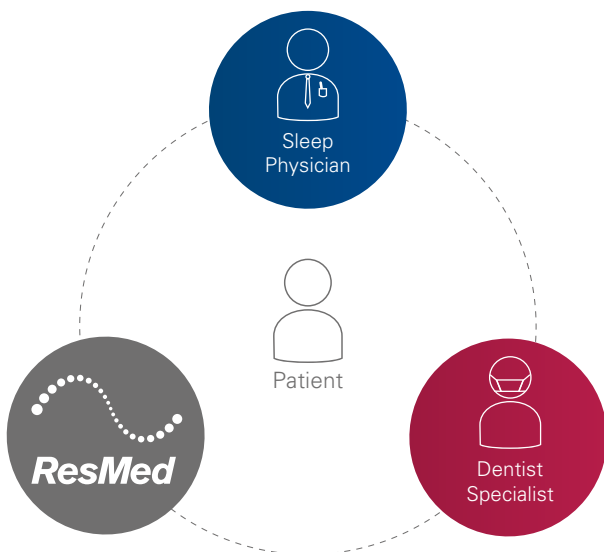 Sleep
Physician
Patient
ResMed
Dentist
Specialist